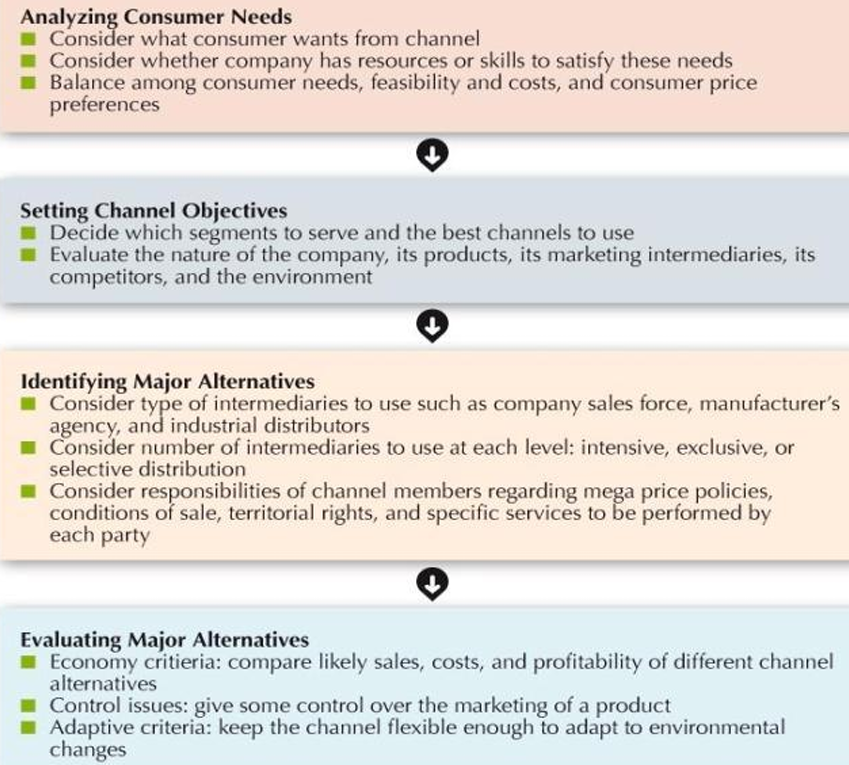 Analyzing Consumer Needs
Consider what consumer wants from channel
Consider whether company has resources or skills to satisfy these needs
Balance among consumer needs, feasibility and costs, and consumer price
preferences
Setting Channel Objectives
Decide which segments to serve and the best channels to use
Evaluate the nature of the company, its products, its marketing intermediaries, its
competitors, and the environment
Identifying Major Alternatives
Consider type of intermediaries to use such as company sales force, manufacturer's
agency, and industrial distributors
Consider number of intermediaries to use at each level: intensive, exclusive, or
selective distribution
Consider responsibilities of channel members regarding mega price policies,
conditions of sale, territorial rights, and specific services to be performed by
each party
Evaluating Major Alternatives
Economy critieria: compare likely sales, costs, and profitability of different channel
alternatives
Control issues: give some control over the marketing of a product
Adaptive criteria: keep the channel flexible enough to adapt to environmental
changes